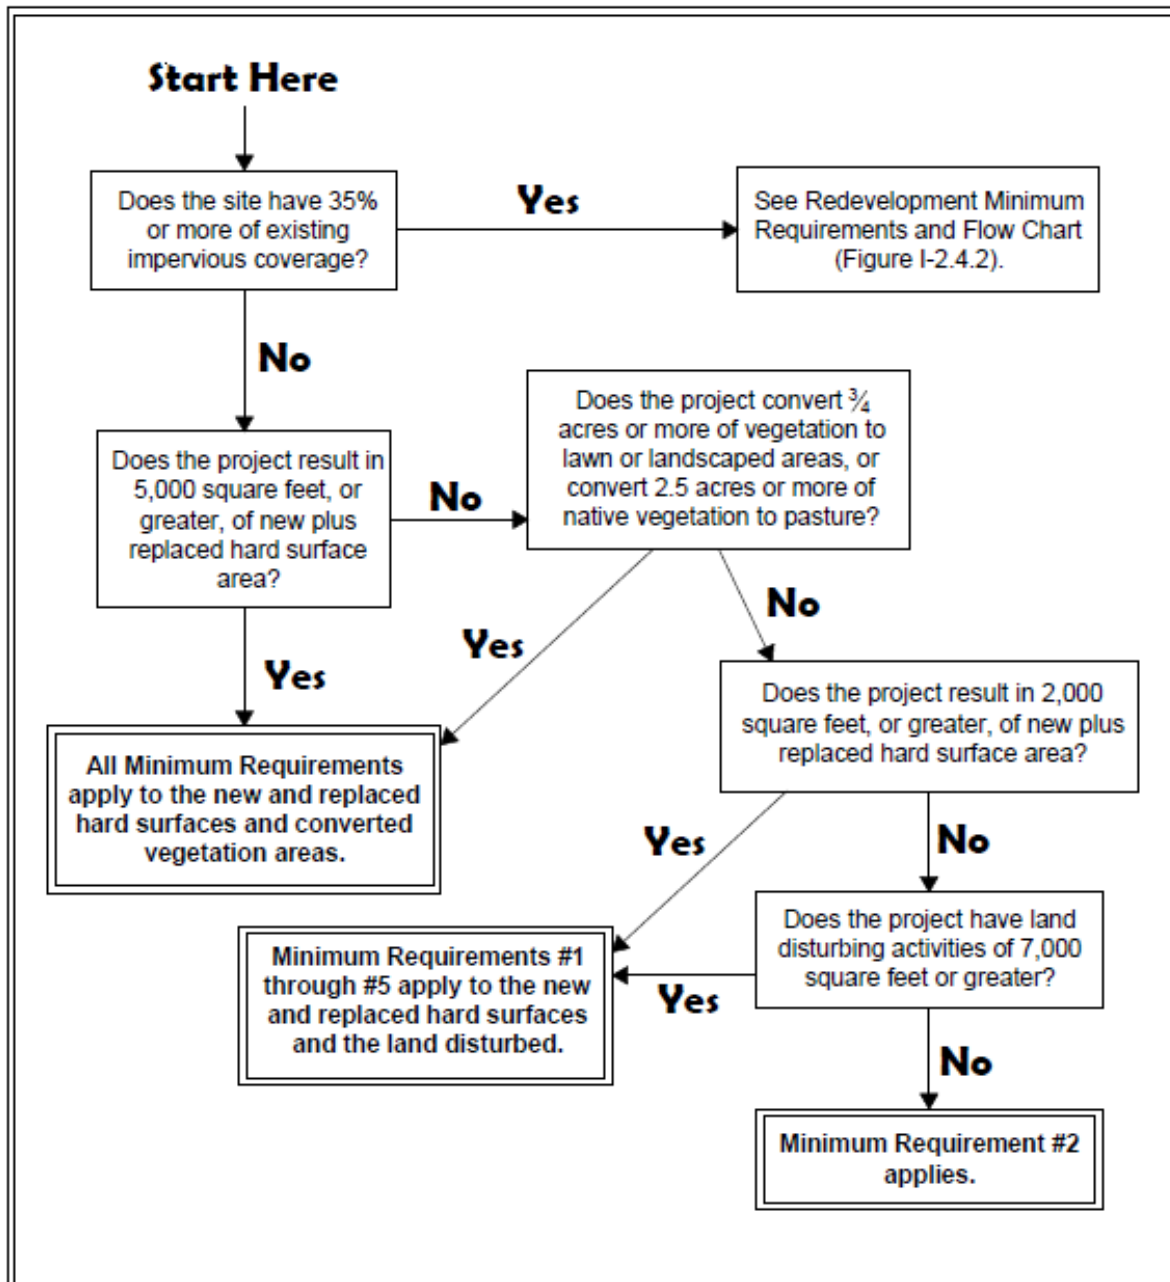 Start Here
Does the site have 35%
or more of existing
impervious coverage?
Yes
See Redevelopment Minimum
Requirements and Flow Chart
(Figure I-2.4.2).
No
Does the project convert ¾
acres or more of vegetation to
lawn or landscaped areas, or
convert 2.5 acres or more of
native vegetation to pasture?
Does the project result in
5,000 square feet, or
greater, of new plus
replaced hard surface
area?
No
No
Yes
Yes
Does the project result in 2,000
square feet, or greater, of new plus
replaced hard surface area?
All Minimum Requirements
apply to the new and replaced
hard surfaces and converted
vegetation areas.
Yes
No
Does the project have land
disturbing activities of 7,000
square feet or greater?
Minimum Requirements #1
through #5 apply to the new
and replaced hard surfaces
and the land disturbed.
Yes
No
Minimum Requirement #2
applies.